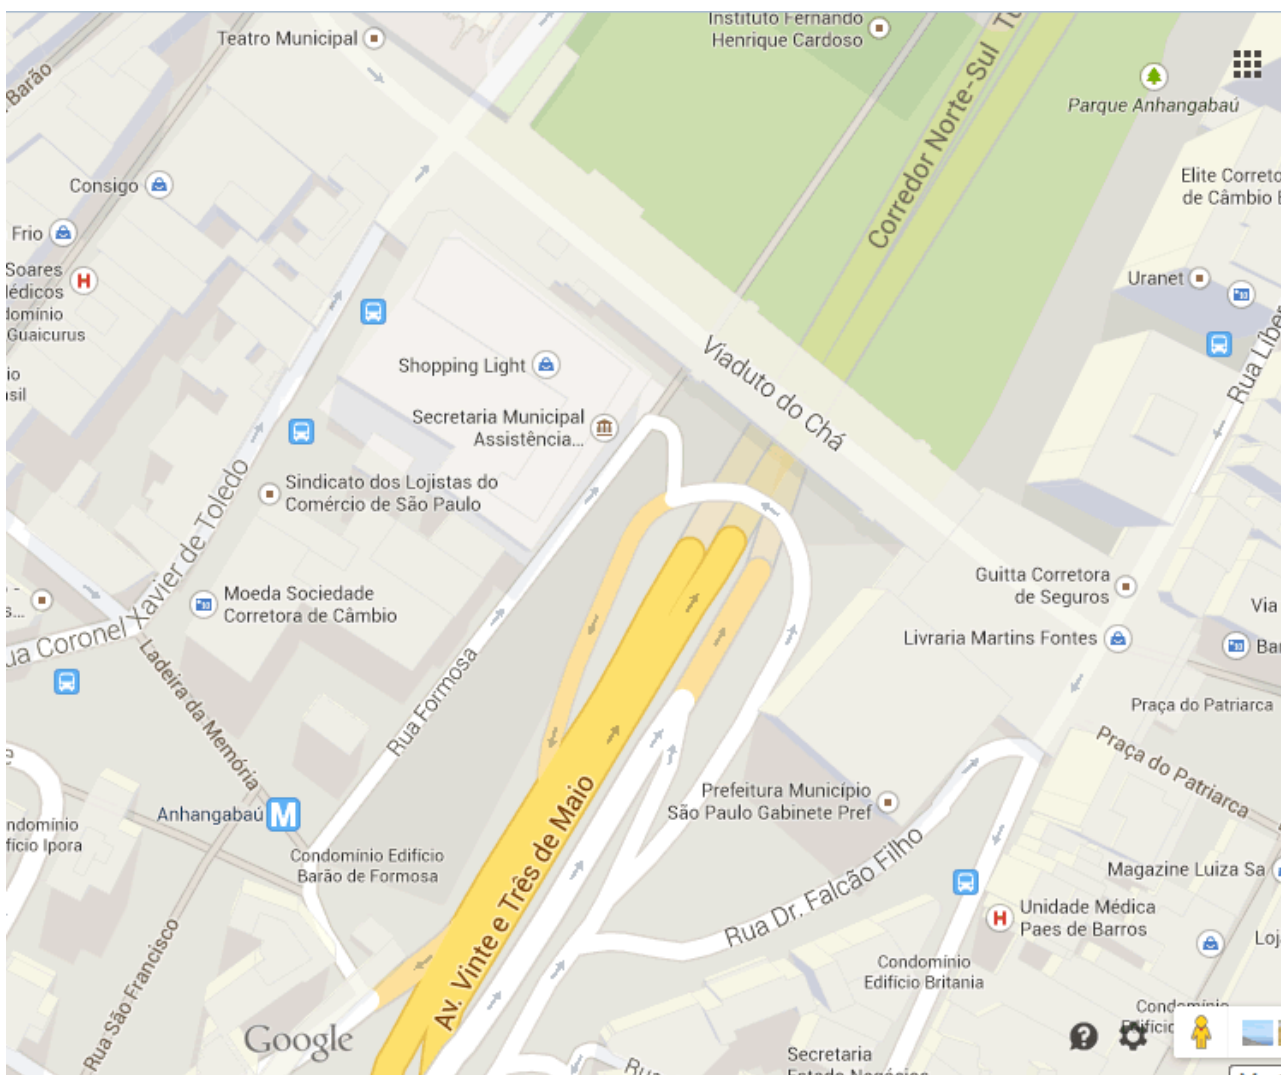 Instituto Fernando
Henrique Cardoso
Teatro Municipal
Barão
Corredor Norte-Sul
Parque Anhangabaú
Consigo
Elite Correto
de Câmbio
Frio
Soares
Uranet
Guaicurus
Viaduto do Chá
Shopping Light
Rua Líber
Secretaria Municipal
Assistência...
Sindicato dos Lojistas do
Comércio de São Paulo
Coronel Xavier de Toledo
Guitta Corretora
de Seguros
Moeda Sociedade
Corretora de Câmbio
Via
Livraria Martins Fontes
Ladeira da Memória
Rua Formosa
Praça do Patriarca
Praça do Patriarca
Prefeitura Município
São Paulo Gabinete Pref
Anhangabaú
M
Condomínio Edifício
Barão de Formosa
Av. Vinte e Três de Maio
Rua Dr. Falcão Filho
Magazine Luiza Sa
Unidade Médica
Paes de Barros
Rua São Francisco
Condomínio
Edifício Britania
Google
Secretaria
Rua